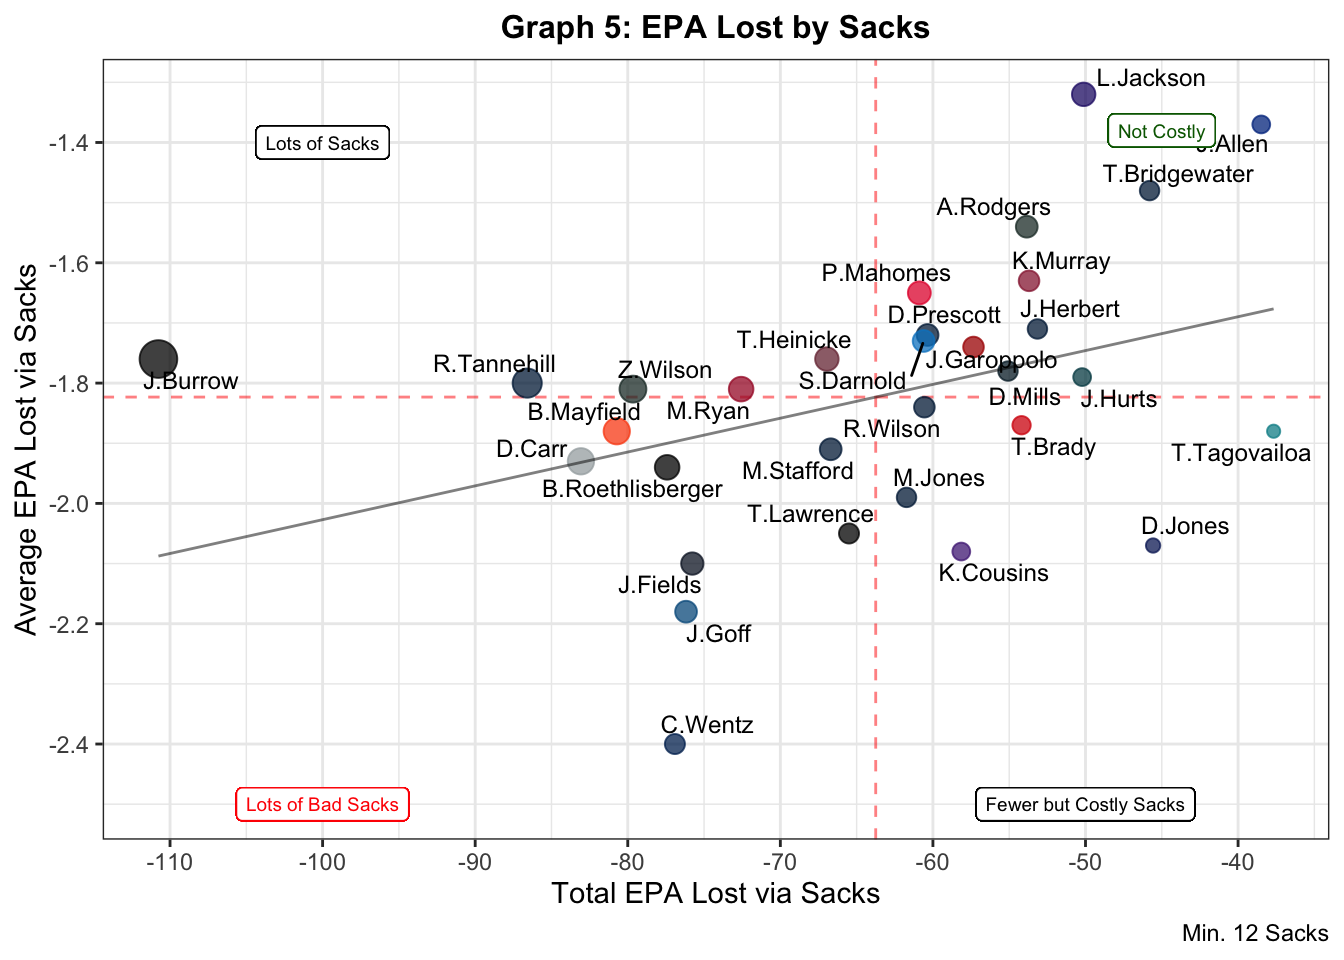 Graph 5: EPA Lost by Sacks
L.Jackson
Not Costly
J.Allen
Lots of Sacks
T.Bridgewater
A.Rodgers
K.Murray
P.Mahomes
J.Herbert
D.Prescott
T.Heinicke
J.Garoppolo
R.Tannehill
Z.Wilson
J.Burrow
S.Darnold
D.Mills
J.Hurts
B.Mayfield
M.Ryan
R.Wilson
T.Brady
D.Carr
T.Tagovailoa
M.Stafford
M.Jones
B.Roethlisberger
T.Lawrence
D.Jones
K.Cousins
J.Fields
J.Goff
C.Wentz
Lots of Bad Sacks
Fewer but Costly Sacks
-1.4
-1.6
-1.8
-2.0
-2.2
-2.4
Average EPA Lost via Sacks
-110
-100
-90
-80
-70
-60
-50
-40
Total EPA Lost via Sacks
Min. 12 Sacks